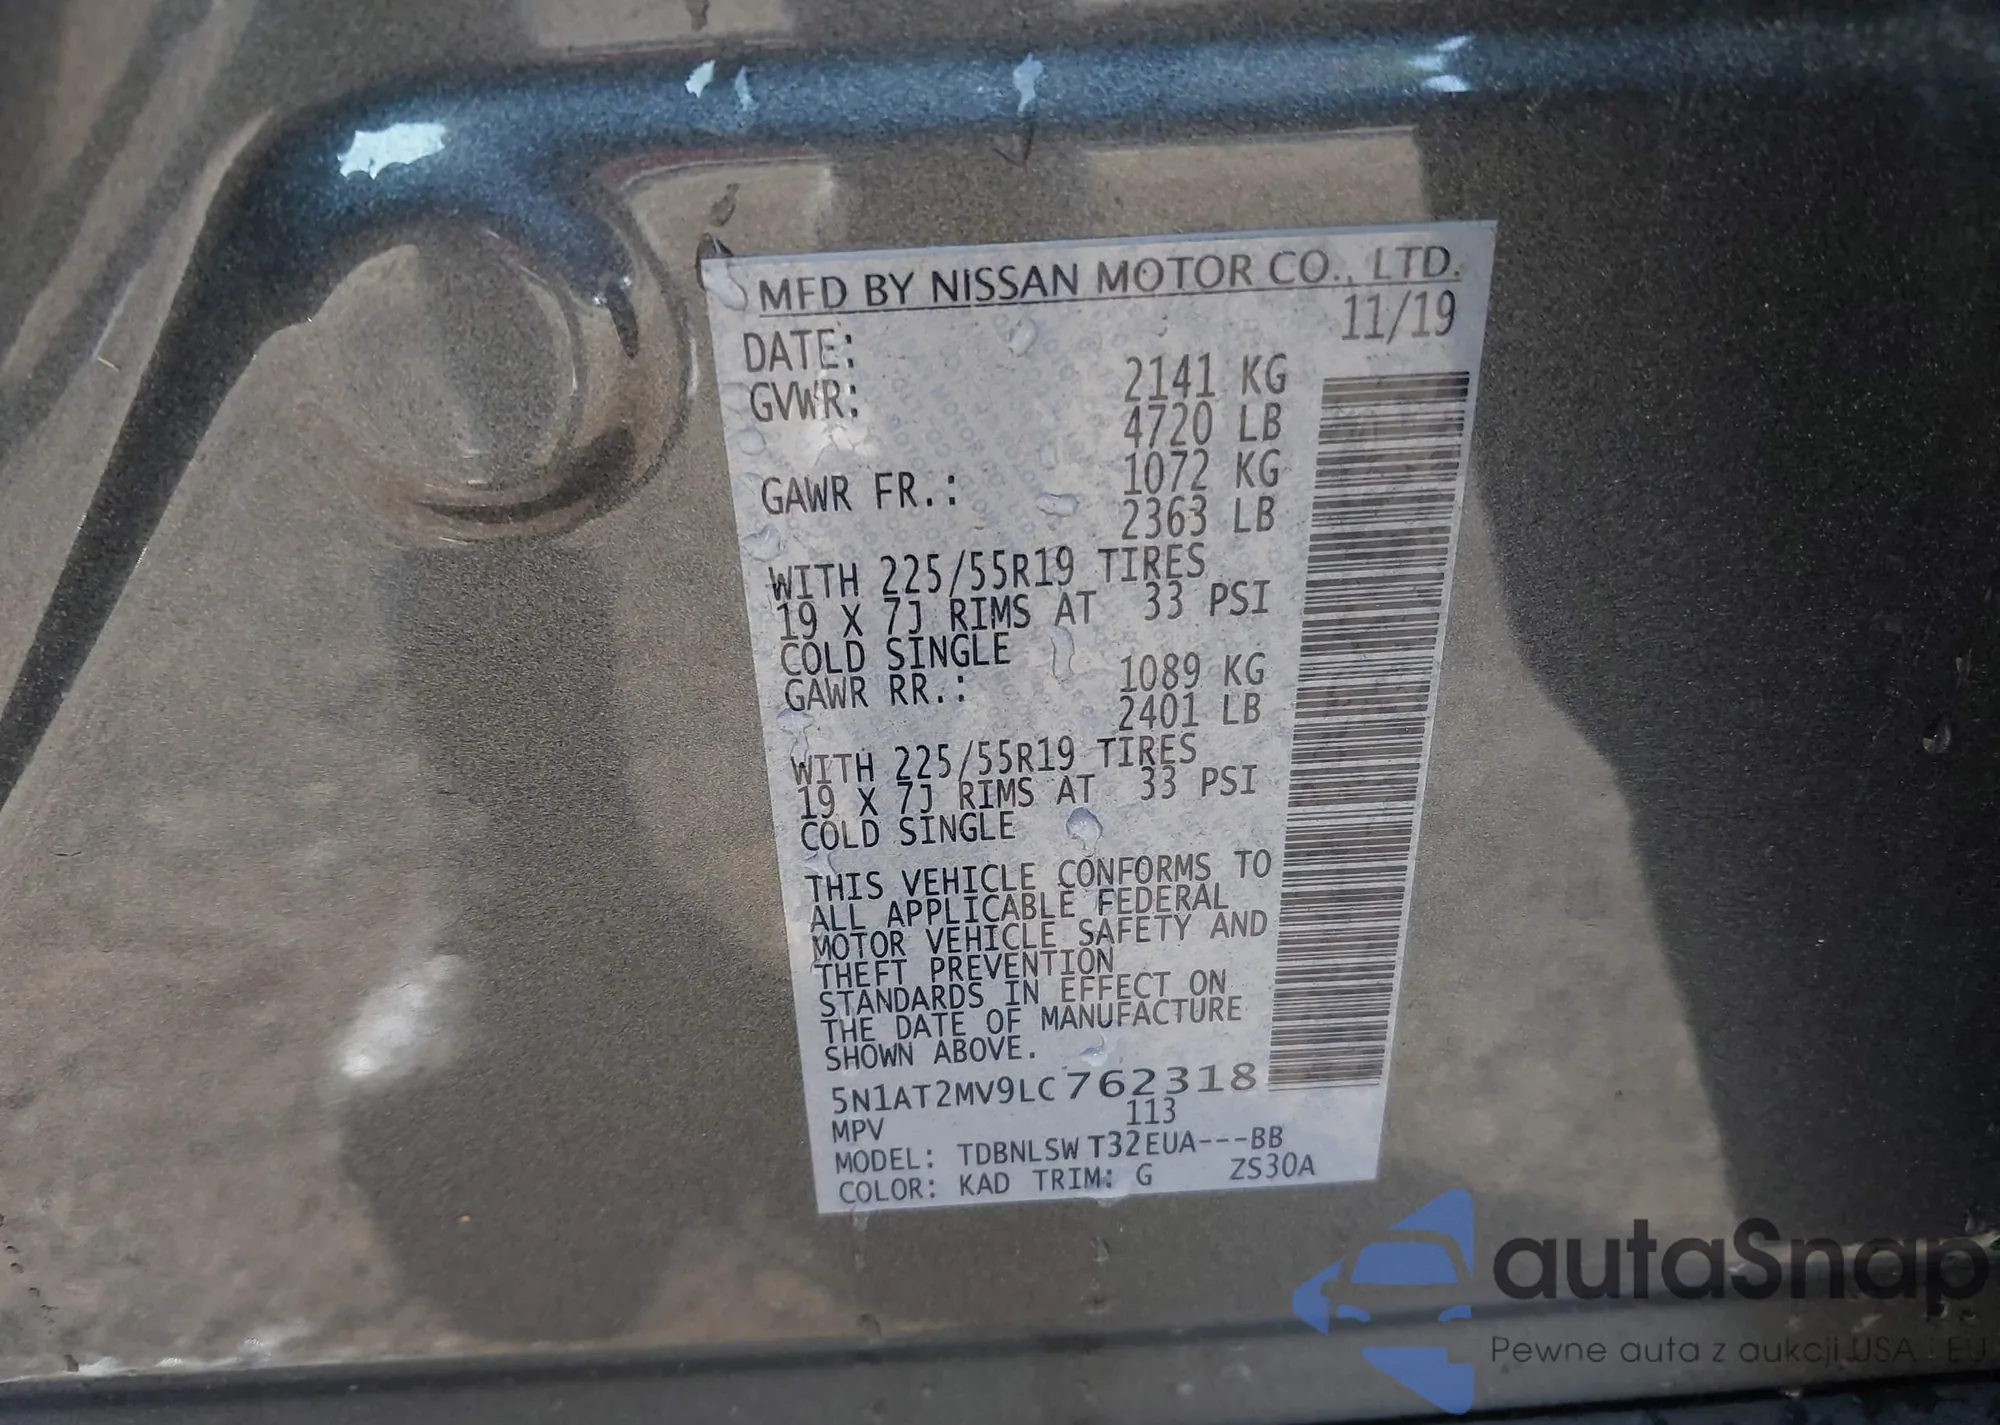 MFD BY NISSAN MOTOR CO., LTD.
DATE: 11/19
GVWR: 2141 KG
4720 LB
GAWR FR.: 1072 KG
2363 LB
WITH 225/55R19 TIRES
19 X 7J RIMS AT 33 PSI
COLD SINGLE
GAWR RR.: 1089 KG
2401 LB
WITH 225/55R19 TIRES
19 X 7J RIMS AT 33 PSI
COLD SINGLE
THIS VEHICLE CONFORMS TO
ALL APPLICABLE FEDERAL
MOTOR VEHICLE SAFETY AND
THEFT PREVENTION
STANDARDS IN EFFECT ON
THE DATE OF MANUFACTURE
SHOWN ABOVE.
5N1AT2MV9LC762318
MPV 113
MODEL: TDBNLSW T32EUA---BB
COLOR: KAD TRIM: G ZS30A
autaSnap
Pewne auta z aukcji USA i EU